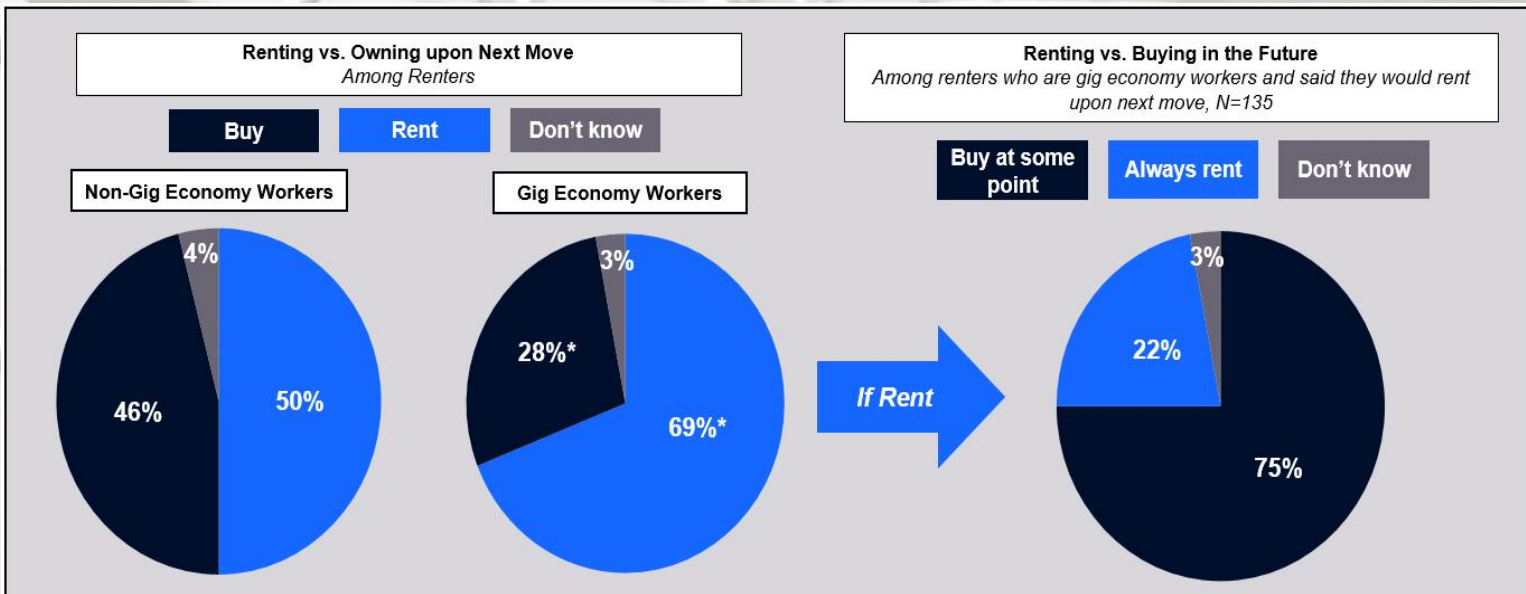 Renting vs. Owning upon Next Move
Among Renters
Buy
Rent
Don’t know
Non-Gig Economy Workers
Gig Economy Workers
4%
46%
50%
3%
28%*
69%*
If Rent
Renting vs. Buying in the Future
Among renters who are gig economy workers and said they would rent
upon next move, N=135
Buy at some
point
Always rent
Don’t know
3%
22%
75%